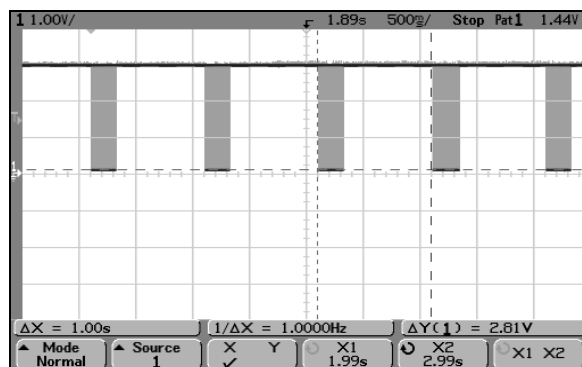 1 1.00V/ 1.89s 500ms/ Stop Pat1 1.44V
T
1
ΔX = 1.00s 1/ΔX = 1.0000Hz ΔY(1) = 2.81V
Mode Source X Y X1 X2 X1 X2
Normal 1 ✓ 1.99s 2.99s